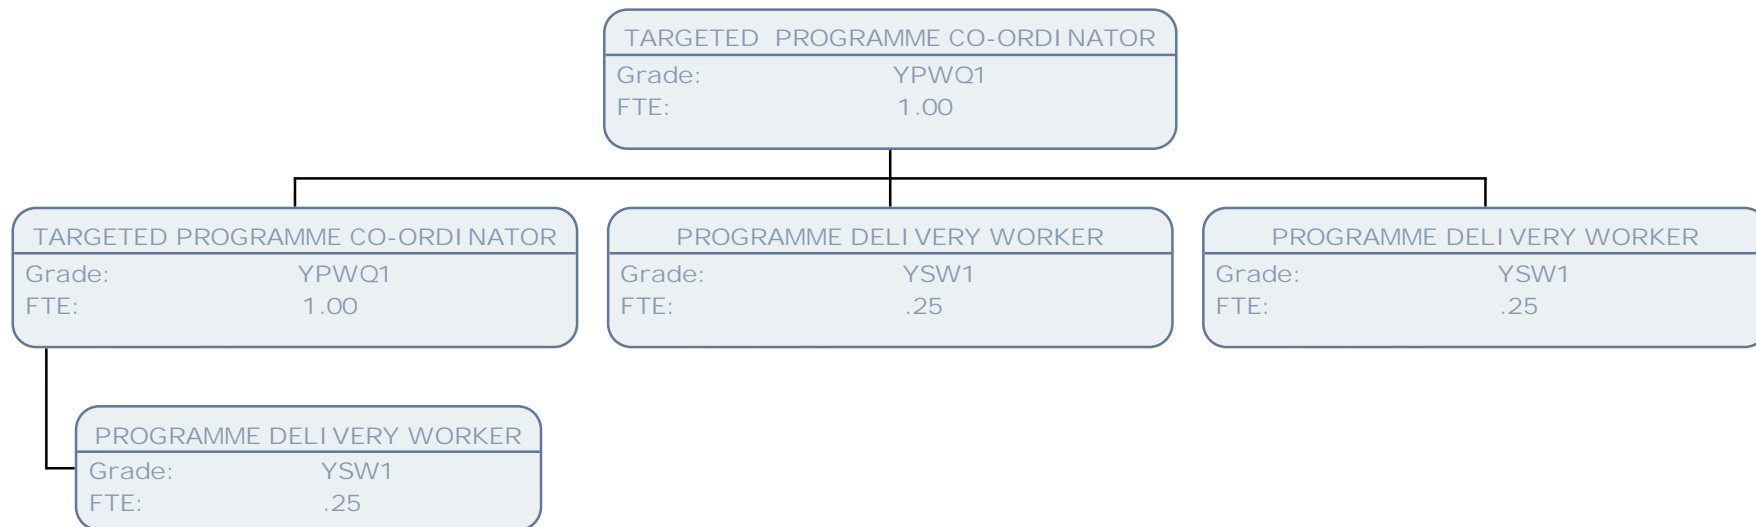 TARGETED PROGRAMME CO-ORDINATOR
Grade: YPWQ1
FTE: 1.00
TARGETED PROGRAMME CO-ORDINATOR
Grade: YPWQ1
FTE: 1.00
PROGRAMME DELIVERY WORKER
Grade: YSW1
FTE: .25
PROGRAMME DELIVERY WORKER
Grade: YSW1
FTE: .25
PROGRAMME DELIVERY WORKER
Grade: YSW1
FTE: .25